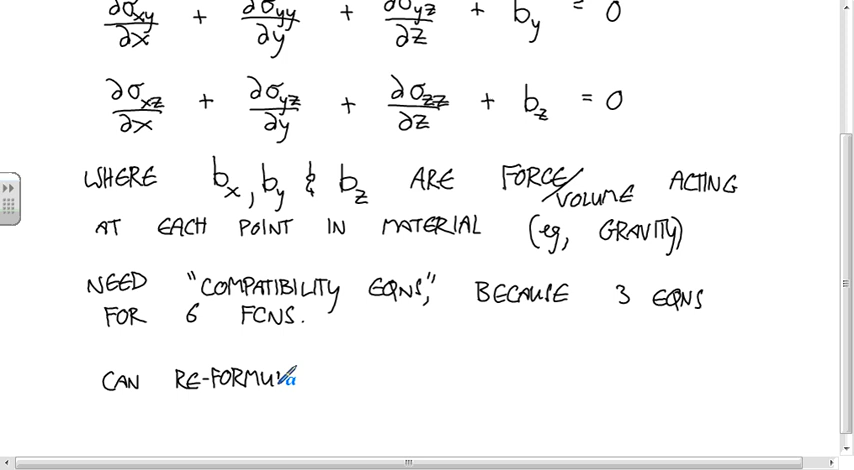 ∂σxy/∂x + ∂σyy/∂y + ∂σyz/∂z + by = 0
∂σxz/∂x + ∂σyz/∂y + ∂σzz/∂z + bz = 0
WHERE bx, by & bz ARE FORCE/VOLUME ACTING
AT EACH POINT IN MATERIAL (eg, GRAVITY)
NEED "COMPATIBILITY EQNS", BECAUSE 3 EQNS
FOR 6 FCNS.
CAN RE-FORMULA